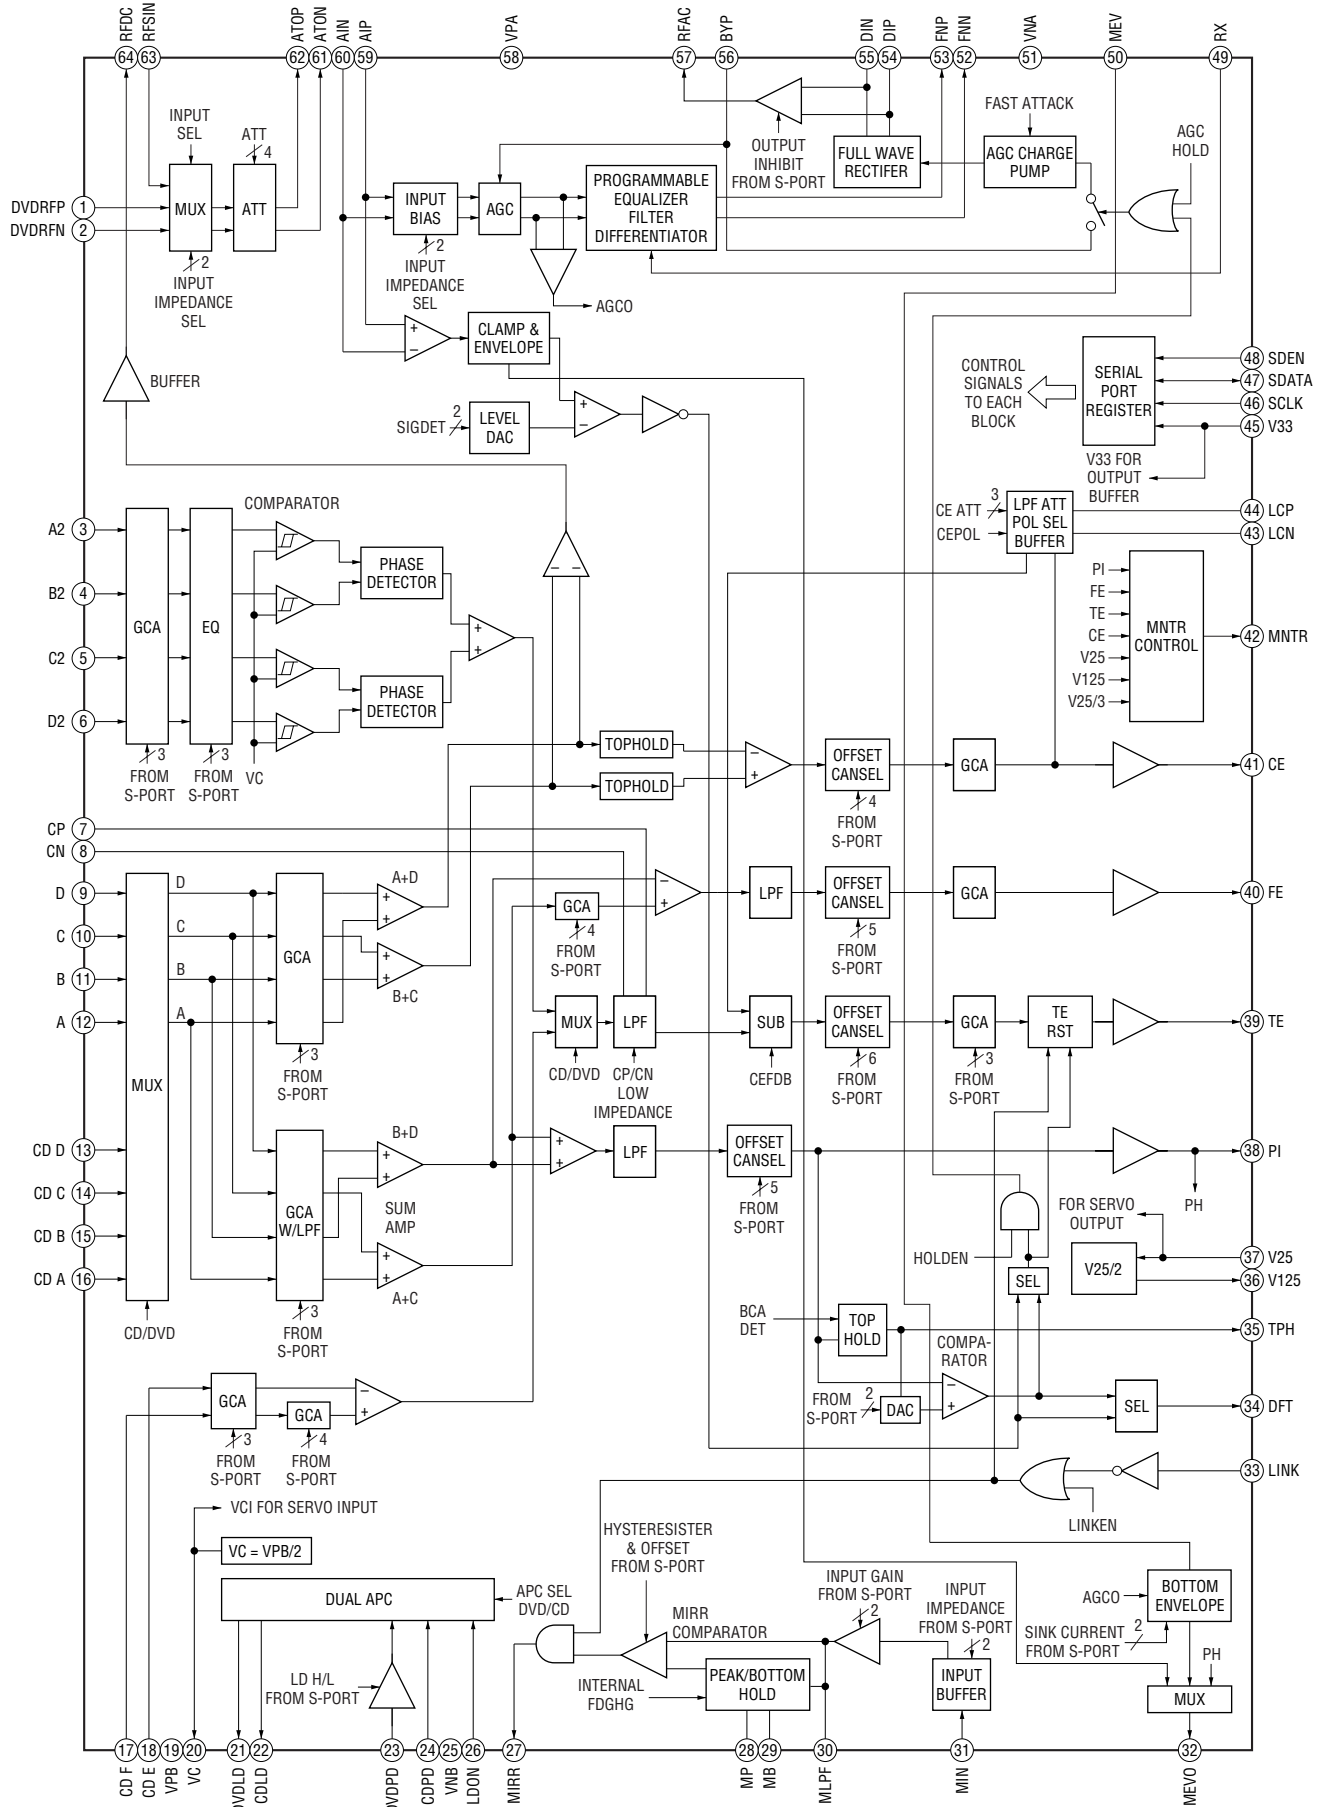 RFDC
RFSIN
ATOP
ATON
AIN
AIP
VPA
RFAC
BYP
DIN
DIP
FNP
FNN
VNA
MEV
RX
64
63
62
61
60
59
58
57
56
55
54
53
52
51
50
49
INPUT
SEL
ATT
4
MUX
ATT
2
INPUT
IMPEDANCE
SEL
DVDRFP
1
DVDRFN
2
INPUT
BIAS
AGC
2
INPUT
IMPEDANCE
SEL
PROGRAMMABLE
EQUALIZER
FILTER
DIFFERENTIATOR
OUTPUT
INHIBIT
FROM S-PORT
FULL WAVE
RECTIFER
FAST ATTACK
AGC CHARGE
PUMP
AGC
HOLD
AGCO
+
−
CLAMP &
ENVELOPE
BUFFER
SIGDET
2
LEVEL
DAC
+
−
CONTROL
SIGNALS
TO EACH
BLOCK
SERIAL
PORT
REGISTER
48 SDEN
47 SDATA
46 SCLK
45 V33
V33 FOR
OUTPUT
BUFFER
CE ATT
3
CEPOL
LPF ATT
POL SEL
BUFFER
44 LCP
43 LCN
PI
FE
TE
CE
V25
V125
V25/3
MNTR
CONTROL
42 MNTR
COMPARATOR
A2 3
B2 4
C2 5
D2 6
GCA
EQ
PHASE
DETECTOR
PHASE
DETECTOR
+
+
− −
3
FROM
S-PORT
3
FROM
S-PORT
VC
TOPHOLD
TOPHOLD
−
+
OFFSET
CANSEL
4
FROM
S-PORT
GCA
41 CE
CP 7
CN 8
D 9
C 10
B 11
A 12
D
C
B
A
MUX
GCA
3
FROM
S-PORT
A+D
+
+
+
+
B+C
GCA
4
FROM
S-PORT
−
+
LPF
OFFSET
CANSEL
5
FROM
S-PORT
GCA
40 FE
MUX
CD/DVD
LPF
CP/CN
LOW
IMPEDANCE
SUB
CEFDB
OFFSET
CANSEL
6
FROM
S-PORT
GCA
3
FROM
S-PORT
TE
RST
39 TE
CD D 13
CD C 14
CD B 15
CD A 16
CD/DVD
GCA
W/LPF
3
FROM
S-PORT
B+D
+
+
SUM
AMP
+
+
A+C
+
+
LPF
OFFSET
CANSEL
5
FROM
S-PORT
38 PI
PH
HOLDEN
SEL
FOR SERVO
OUTPUT
V25/2
37 V25
36 V125
BCA
DET
TOP
HOLD
35 TPH
COMPA-
RATOR
FROM
S-PORT
2
DAC
−
+
SEL
34 DFT
GCA
3
FROM
S-PORT
GCA
4
FROM
S-PORT
−
+
33 LINK
LINKEN
VCI FOR SERVO INPUT
VC = VPB/2
DUAL APC
APC SEL
DVD/CD
LD H/L
FROM S-PORT
HYSTERESISTER
& OFFSET
FROM S-PORT
MIRR
COMPARATOR
INTERNAL
FDGHG
PEAK/BOTTOM
HOLD
INPUT GAIN
FROM S-PORT
2
INPUT
IMPEDANCE
FROM S-PORT
2
INPUT
BUFFER
AGCO
SINK CURRENT
FROM S-PORT
2
BOTTOM
ENVELOPE
PH
MUX
17
18
19
20
21
22
23
24
25
26
27
28
29
30
31
32
CD F
CD E
VPB
VC
DVDLD
CDLD
DVDPD
CDPD
VNB
LDON
MIRR
MP
MB
MLPF
MIN
MEVO